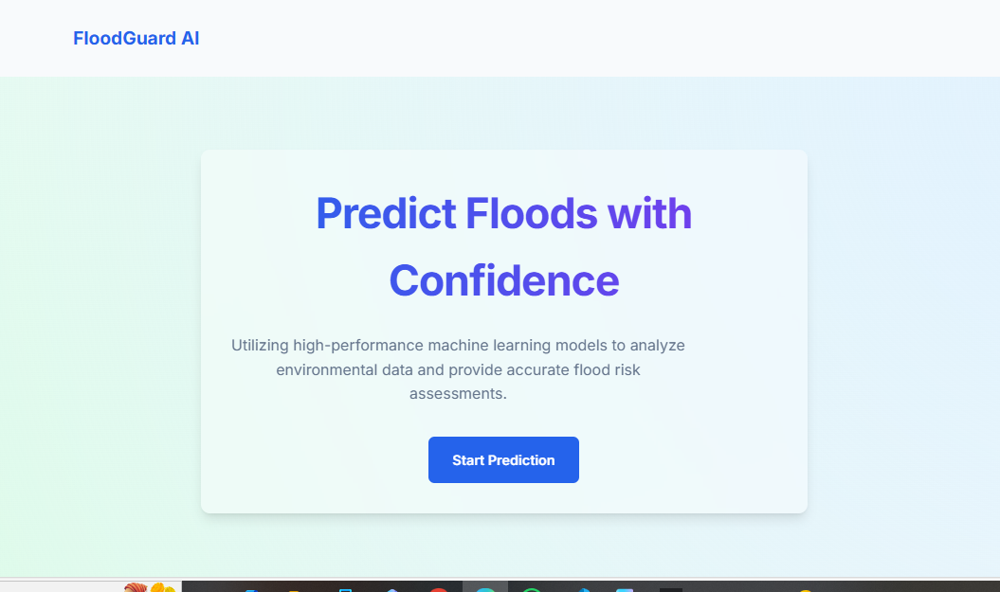 FloodGuard AI
Predict Floods with
Confidence
Utilizing high-performance machine learning models to analyze
environmental data and provide accurate flood risk
assessments.
Start Prediction